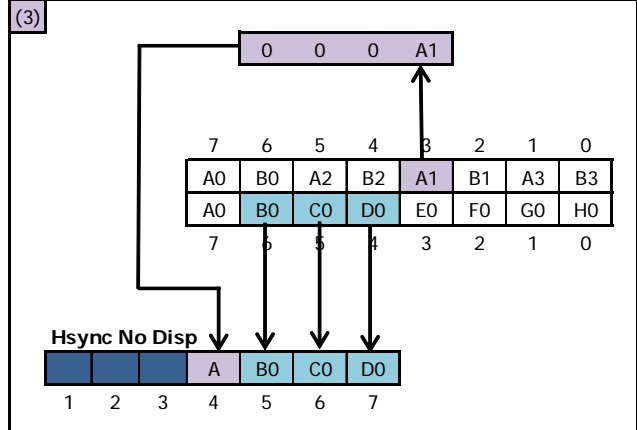 (3)
0 0 0 A1
7 6 5 4 3 2 1 0
A0 B0 A2 B2 A1 B1 A3 B3
A0 B0 C0 D0 E0 F0 G0 H0
7 6 5 4 3 2 1 0
Hsync No Disp
A B0 C0 D0
1 2 3 4 5 6 7